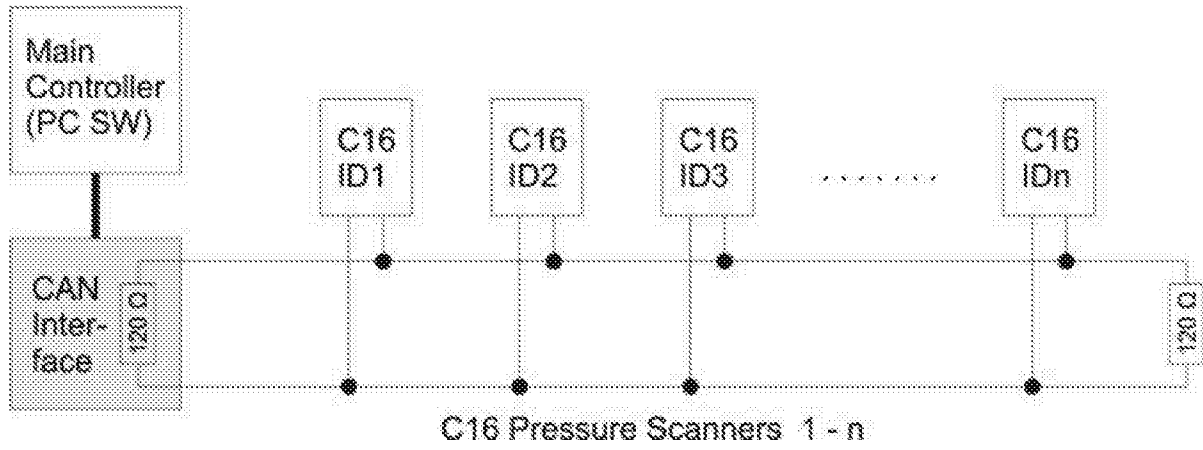 Main
Controller
(PC SW)
C16
ID1
C16
ID2
C16
ID3
.......
C16
IDn
CAN
Inter-
face
120 Ω
120 Ω
C16 Pressure Scanners 1 - n